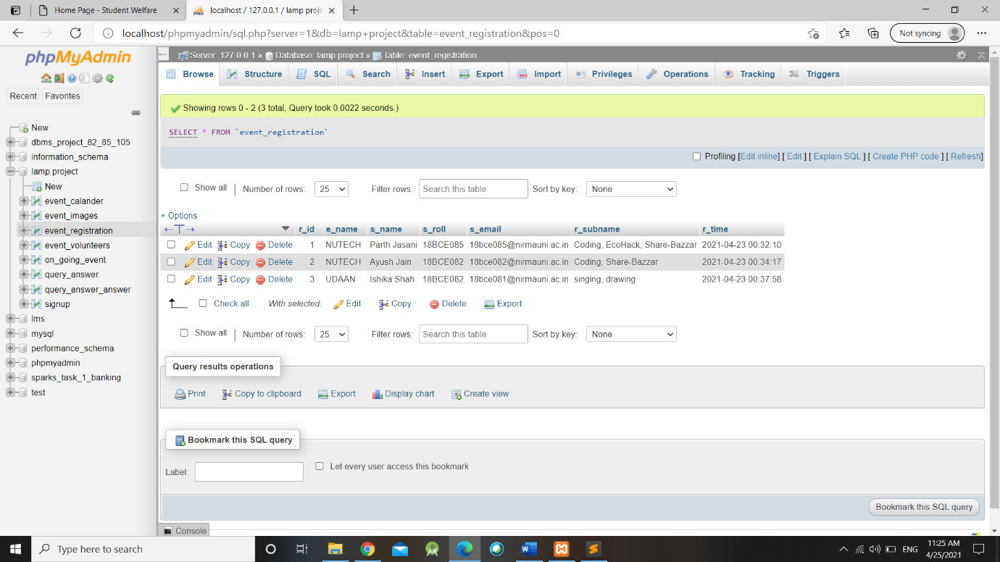 Home Page - Student Welfare
localhost / 127.0.0.1 / lamp proje
localhost/phpmyadmin/sql.php?server=1&db=lamp+project&table=event_registration&pos=0
Not syncing
phpMyAdmin
Recent Favorites
New
dbms_project_82_85_105
information_schema
lamp project
New
event_calander
event_images
event_registration
event_volunteers
on_going_event
query_answer
query_answer_answer
signup
lms
mysql
performance_schema
phpmyadmin
sparks_task_1_banking
test
Server: 127.0.0.1 » Database: lamp project » Table: event_registration
Browse Structure SQL Search Insert Export Import Privileges Operations Tracking Triggers
Showing rows 0 - 2 (3 total, Query took 0.0022 seconds.)
SELECT * FROM `event_registration`
Profiling [Edit inline] [ Edit ] [ Explain SQL ] [ Create PHP code ] [ Refresh]
Show all | Number of rows: 25 Filter rows: Search this table Sort by key: None
+ Options
←T→ r_id e_name s_name s_roll s_email r_subname r_time
Edit Copy Delete 1 NUTECH Parth Jasani 18BCE085 18bce085@nirmauni.ac.in Coding, EcoHack, Share-Bazzar 2021-04-23 00:32:10
Edit Copy Delete 2 NUTECH Ayush Jain 18BCE082 18bce082@nirmauni.ac.in Coding, Share-Bazzar 2021-04-23 00:34:17
Edit Copy Delete 3 UDAAN Ishika Shah 18BCE082 18bce081@nirmauni.ac.in singing, drawing 2021-04-23 00:37:58
Check all With selected: Edit Copy Delete Export
Show all | Number of rows: 25 Filter rows: Search this table Sort by key: None
Query results operations
Print Copy to clipboard Export Display chart Create view
Bookmark this SQL query
Label: Let every user access this bookmark
Bookmark this SQL query
Console
Type here to search
ENG
11:25 AM
4/25/2021